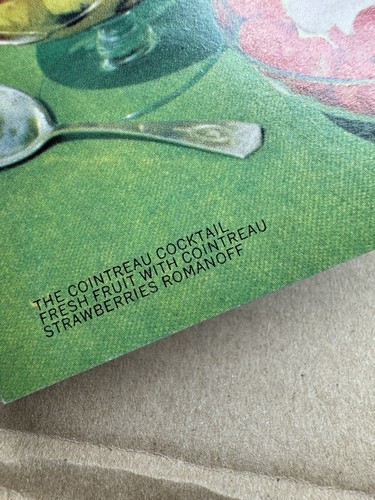 THE COINTREAU COCKTAIL
FRESH FRUIT WITH COINTREAU
STRAWBERRIES ROMANOFF